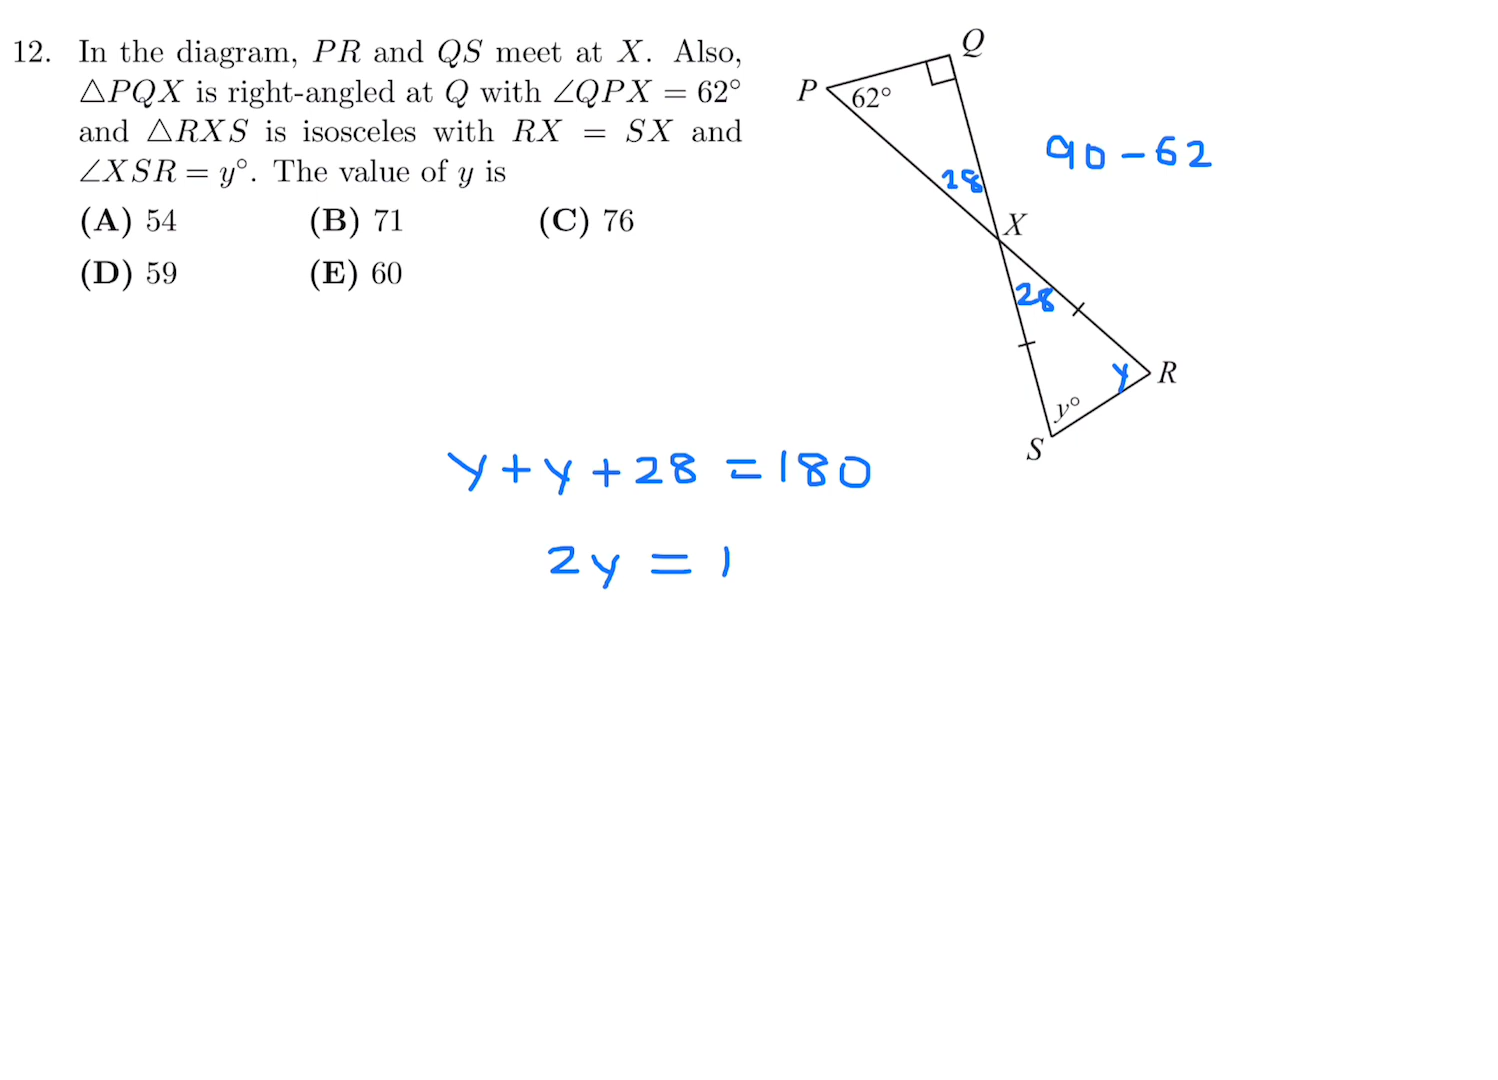 12. In the diagram, PR and QS meet at X. Also,
△PQX is right-angled at Q with ∠QPX = 62°
and △RXS is isosceles with RX = SX and
∠XSR = y°. The value of y is
(A) 54 (B) 71 (C) 76
(D) 59 (E) 60
Q
P 62°
90-62
28
X
28
y R
y°
S
y+y+28=180
2y = 1